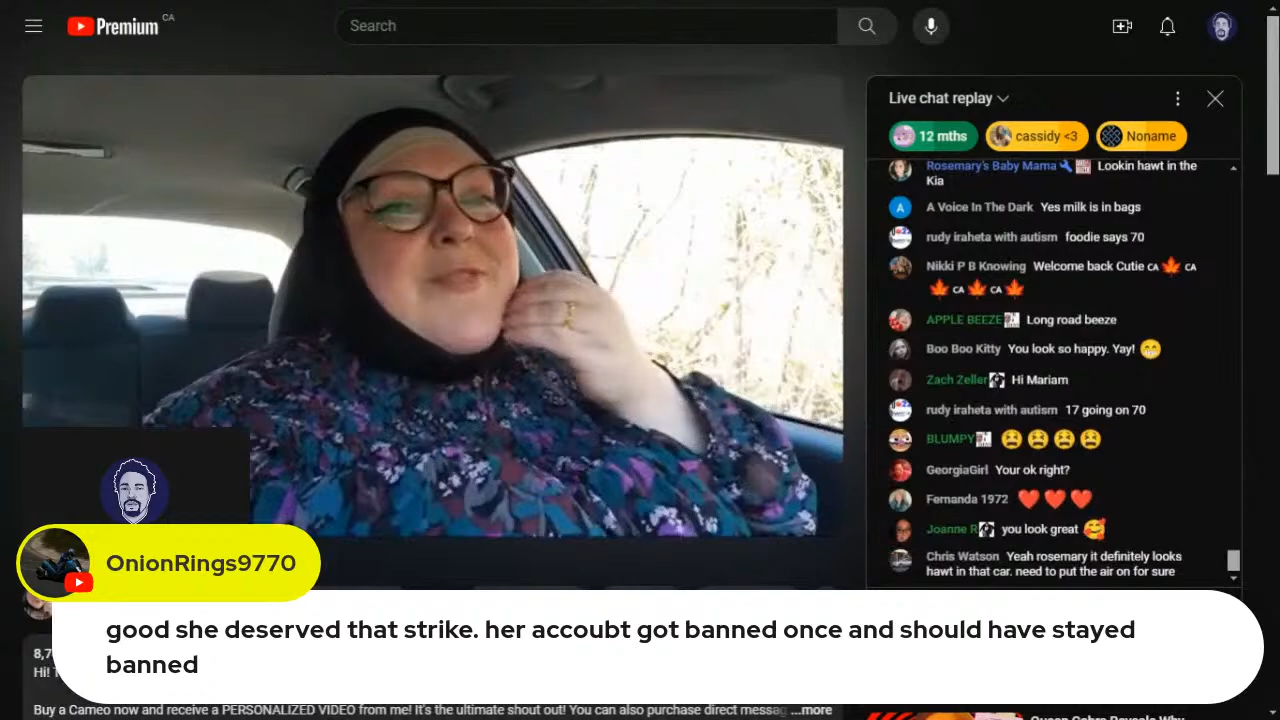 Premium CA
Search
Live chat replay
12 mths
cassidy <3
Noname
Rosemary's Baby Mama Lookin hawt in the
Kia
A
A Voice In The Dark Yes milk is in bags
rudy iraheta with autism foodie says 70
Nikki P B Knowing Welcome back Cutie CA 🍁 CA
🍁 CA 🍁 CA 🍁
APPLE BEEZE Long road beeze
Boo Boo Kitty You look so happy. Yay! 😁
Zach Zeller Hi Mariam
rudy iraheta with autism 17 going on 70
BLUMPY 😫 😫 😫 😫
GeorgiaGirl Your ok right?
Fernanda 1972 ❤️ ❤️ ❤️
Joanne R you look great 🥰
Chris Watson Yeah rosemary it definitely looks
hawt in that car. need to put the air on for sure
OnionRings9770
good she deserved that strike. her accoubt got banned once and should have stayed
banned
8,7
Hi!
Buy a Cameo now and receive a PERSONALIZED VIDEO from me! It's the ultimate shout out! You can also purchase direct messag ...more